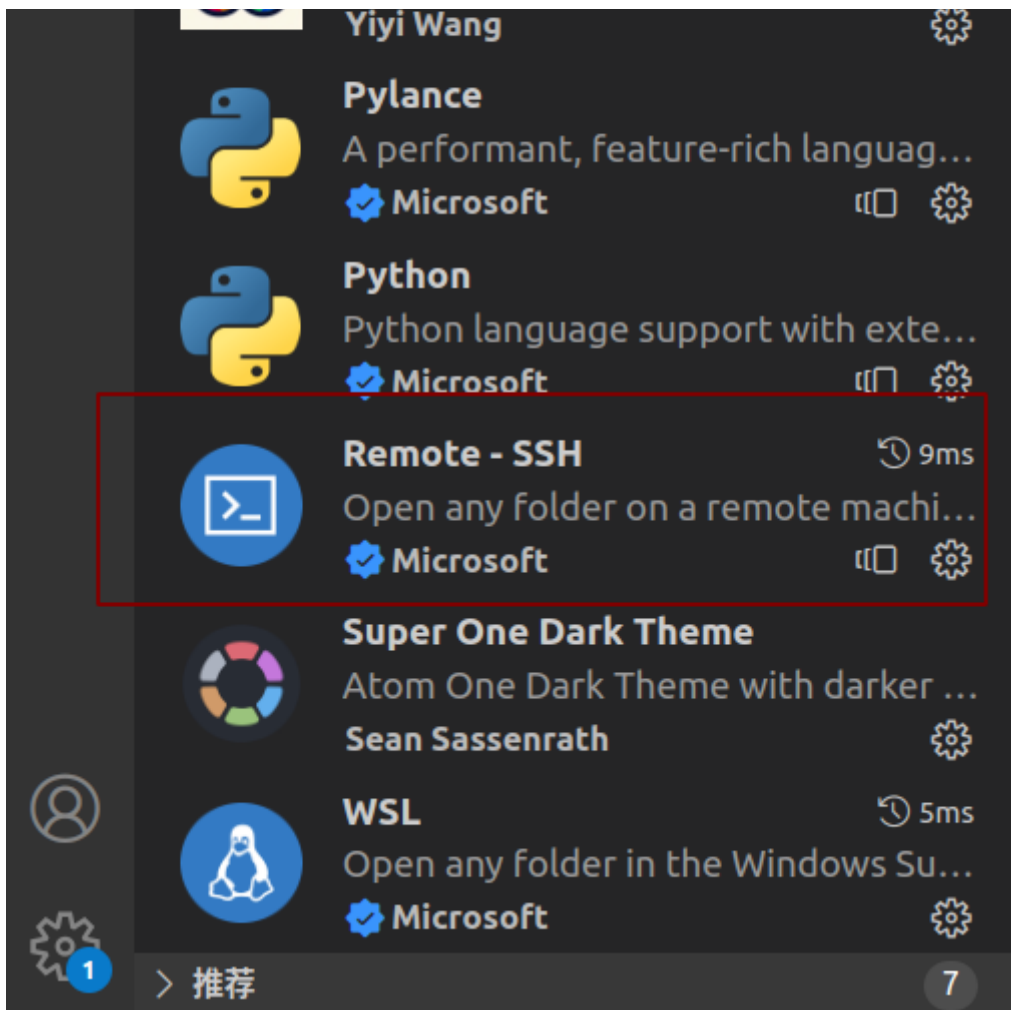 Yiyi Wang
Pylance
A performant, feature-rich languag...
Microsoft
Python
Python language support with exte...
Microsoft
Remote - SSH 9ms
Open any folder on a remote machi...
Microsoft
Super One Dark Theme
Atom One Dark Theme with darker ...
Sean Sassenrath
WSL 5ms
Open any folder in the Windows Su...
Microsoft
1
推荐 7